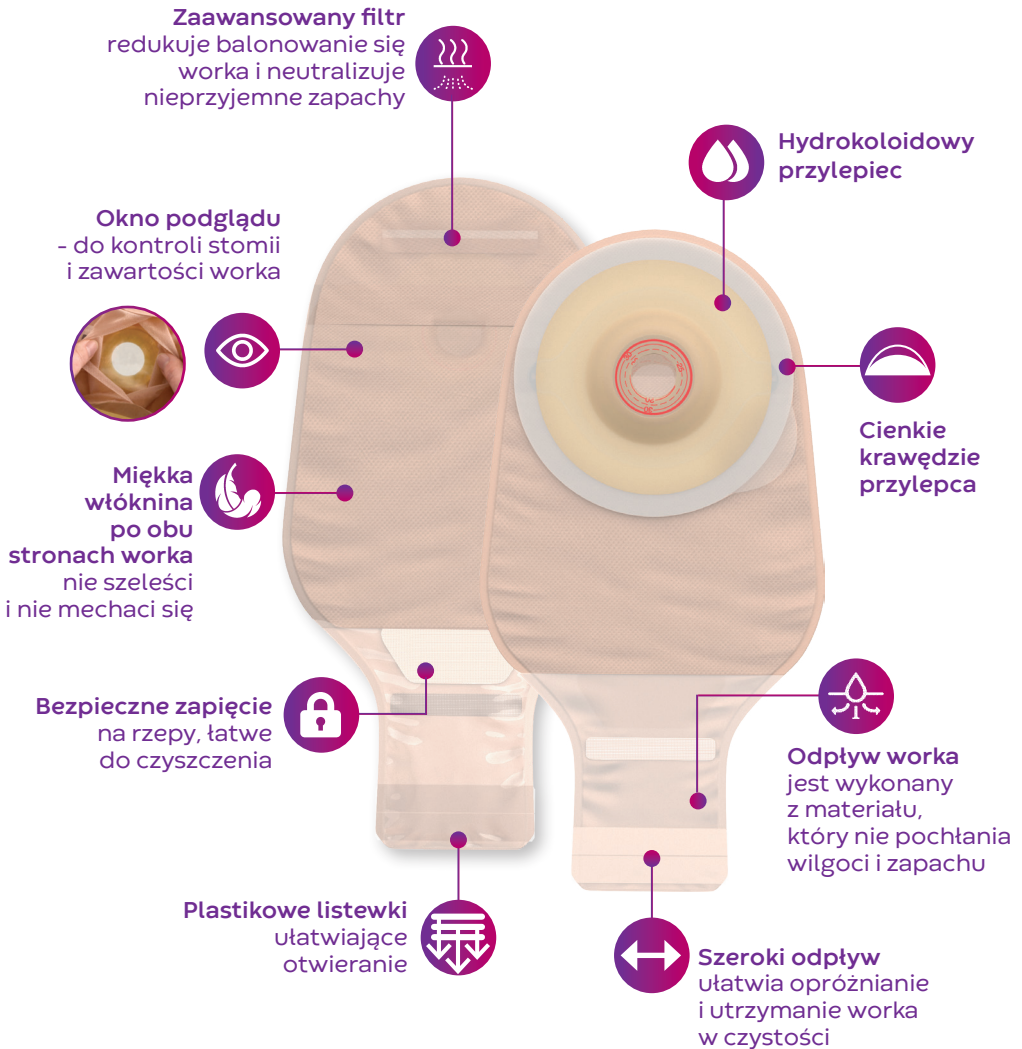 Zaawansowany filtr
redukuje balonowanie się
worka i neutralizuje
nieprzyjemne zapachy
Hydrokoloidowy
przylepiec
Okno podglądu
- do kontroli stomii
i zawartości worka
Cienkie
krawędzie
przylepca
Miękka
włóknina
po obu
stronach worka
nie szeleści
i nie mechaci się
Bezpieczne zapięcie
na rzepy, łatwe
do czyszczenia
Odpływ worka
jest wykonany
z materiału,
który nie pochłania
wilgoci i zapachu
Plastikowe listewki
ułatwiające
otwieranie
Szeroki odpływ
ułatwia opróżnianie
i utrzymanie worka
w czystości